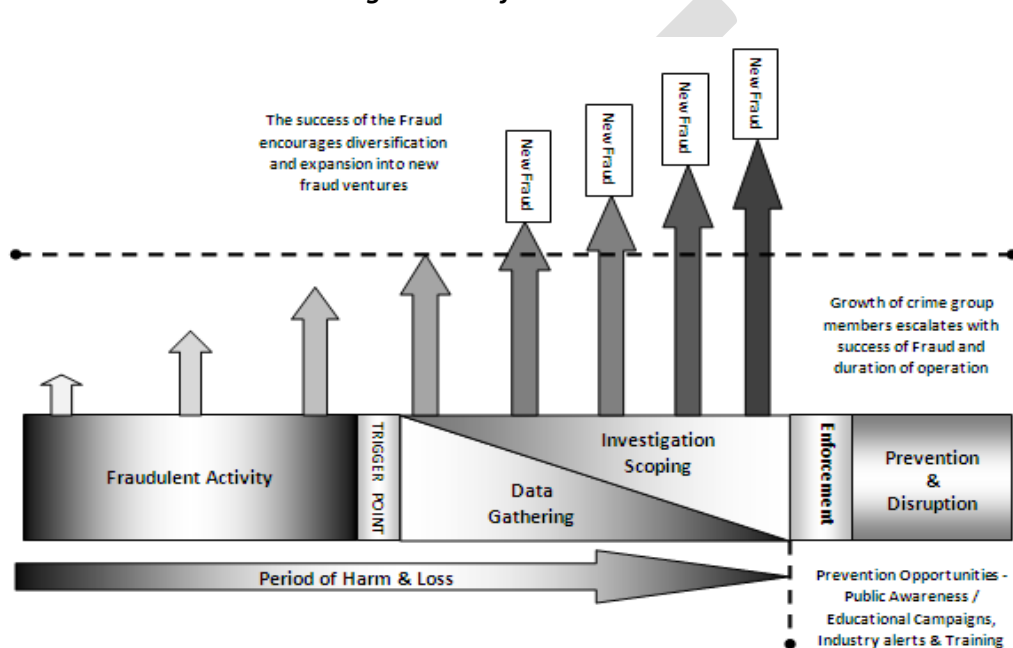 The success of the Fraud
encourages diversification
and expansion into new
fraud ventures
New Fraud
New Fraud
New Fraud
New Fraud
Growth of crime group
members escalates with
success of Fraud and
duration of operation
Fraudulent Activity
TRIGGER POINT
Data
Gathering
Investigation
Scoping
Enforcement
Prevention
&
Disruption
Period of Harm & Loss
Prevention Opportunities -
Public Awareness /
Educational Campaigns,
Industry alerts & Training